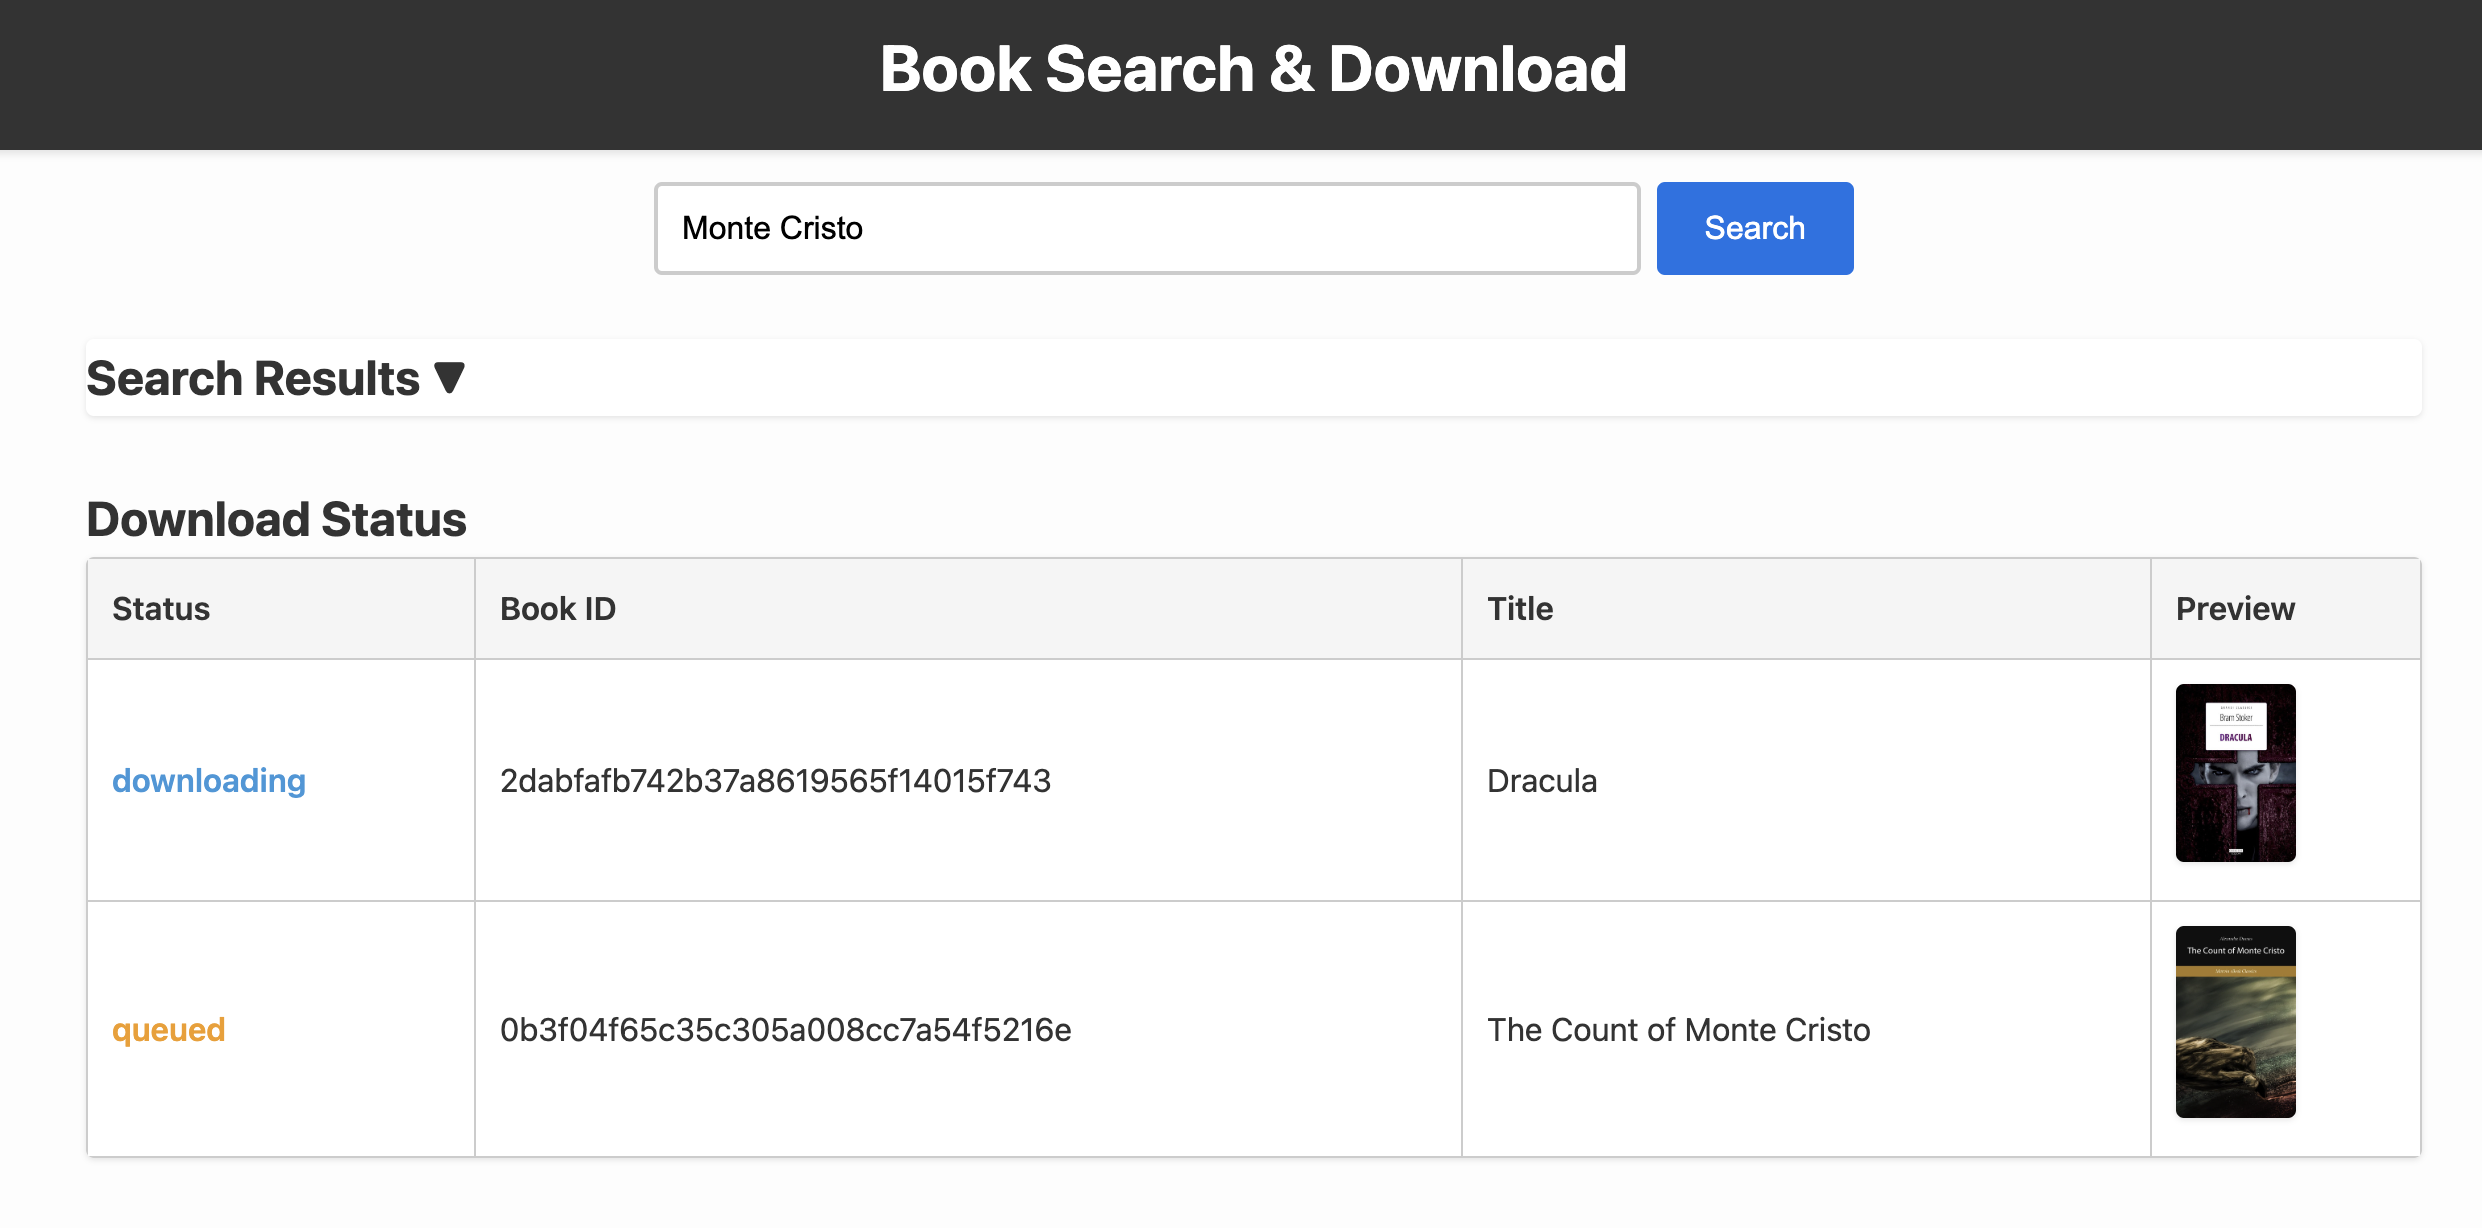 Book Search & Download
Monte Cristo
Search
Search Results ▼
Download Status
Status
Book ID
Title
Preview
downloading
2dabfafb742b37a8619565f14015f743
Dracula
Bram Stoker
DRACULA
queued
0b3f04f65c35c305a008cc7a54f5216e
The Count of Monte Cristo
The Count of Monte Cristo